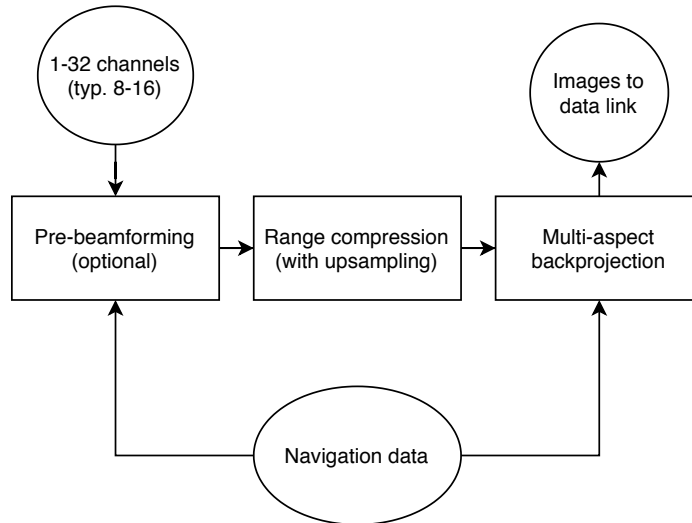 1-32 channels
(typ. 8-16)
Images to
data link
Pre-beamforming
(optional)
Range compression
(with upsampling)
Multi-aspect
backprojection
Navigation data